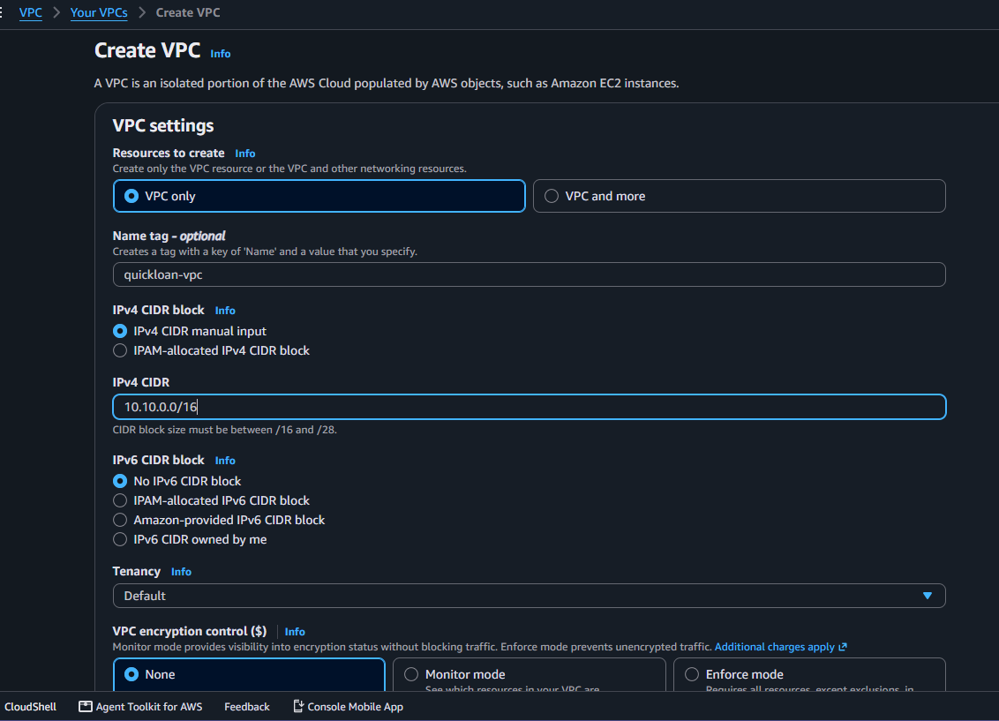 VPC > Your VPCs > Create VPC
Create VPC Info
A VPC is an isolated portion of the AWS Cloud populated by AWS objects, such as Amazon EC2 instances.
VPC settings
Resources to create Info
Create only the VPC resource or the VPC and other networking resources.
VPC only
VPC and more
Name tag - optional
Creates a tag with a key of 'Name' and a value that you specify.
quickloan-vpc
IPv4 CIDR block Info
IPv4 CIDR manual input
IPAM-allocated IPv4 CIDR block
IPv4 CIDR
10.10.0.0/16
CIDR block size must be between /16 and /28.
IPv6 CIDR block Info
No IPv6 CIDR block
IPAM-allocated IPv6 CIDR block
Amazon-provided IPv6 CIDR block
IPv6 CIDR owned by me
Tenancy Info
Default
VPC encryption control ($) Info
Monitor mode provides visibility into encryption status without blocking traffic. Enforce mode prevents unencrypted traffic. Additional charges apply
None
Monitor mode
See which resources in your VPC are
Enforce mode
Requires all resources, except exclusions, in
CloudShell Agent Toolkit for AWS Feedback Console Mobile App